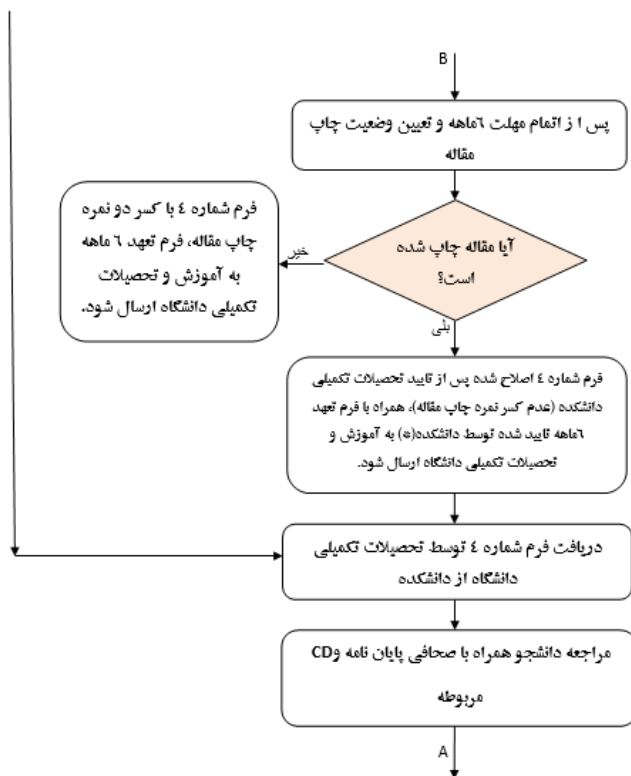 B
پس ا ز اتمام مهلت ٦ماهه و تعیین وضعیت چاپ
مقاله
آیا مقاله چاپ شده
است؟
خیر
فرم شماره ٤ با کسر دو نمره
چاپ مقاله، فرم تعهد ٦ ماهه
به آموزش و تحصیلات
تکمیلی دانشگاه ارسال شود.
بلی
فرم شماره ٤ اصلاح شده پس از تایید تحصیلات تکمیلی
دانشکده (عدم کسر نمره چاپ مقاله)، همراه با فرم تعهد
٦ماهه تایید شده توسط دانشکده(*) به آموزش و
تحصیلات تکمیلی دانشگاه ارسال شود.
دریافت فرم شماره ٤ توسط تحصیلات تکمیلی
دانشگاه از دانشکده
مراجعه دانشجو همراه با صحافی پایان نامه وCD
مربوطه
A